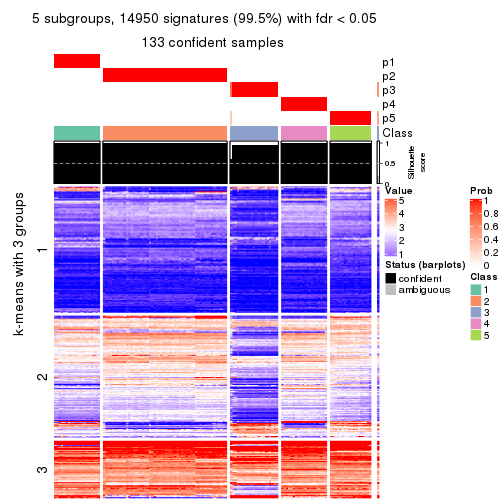 5 subgroups, 14950 signatures (99.5%) with fdr < 0.05
133 confident samples
p1
p2
p3
p4
p5
Class
1
0.5
0
Silhouette
score
k-means with 3 groups
1
2
3
Value
5
4
3
2
1
Status (barplots)
confident
ambiguous
Prob
1
0.8
0.6
0.4
0.2
0
Class
1
2
3
4
5